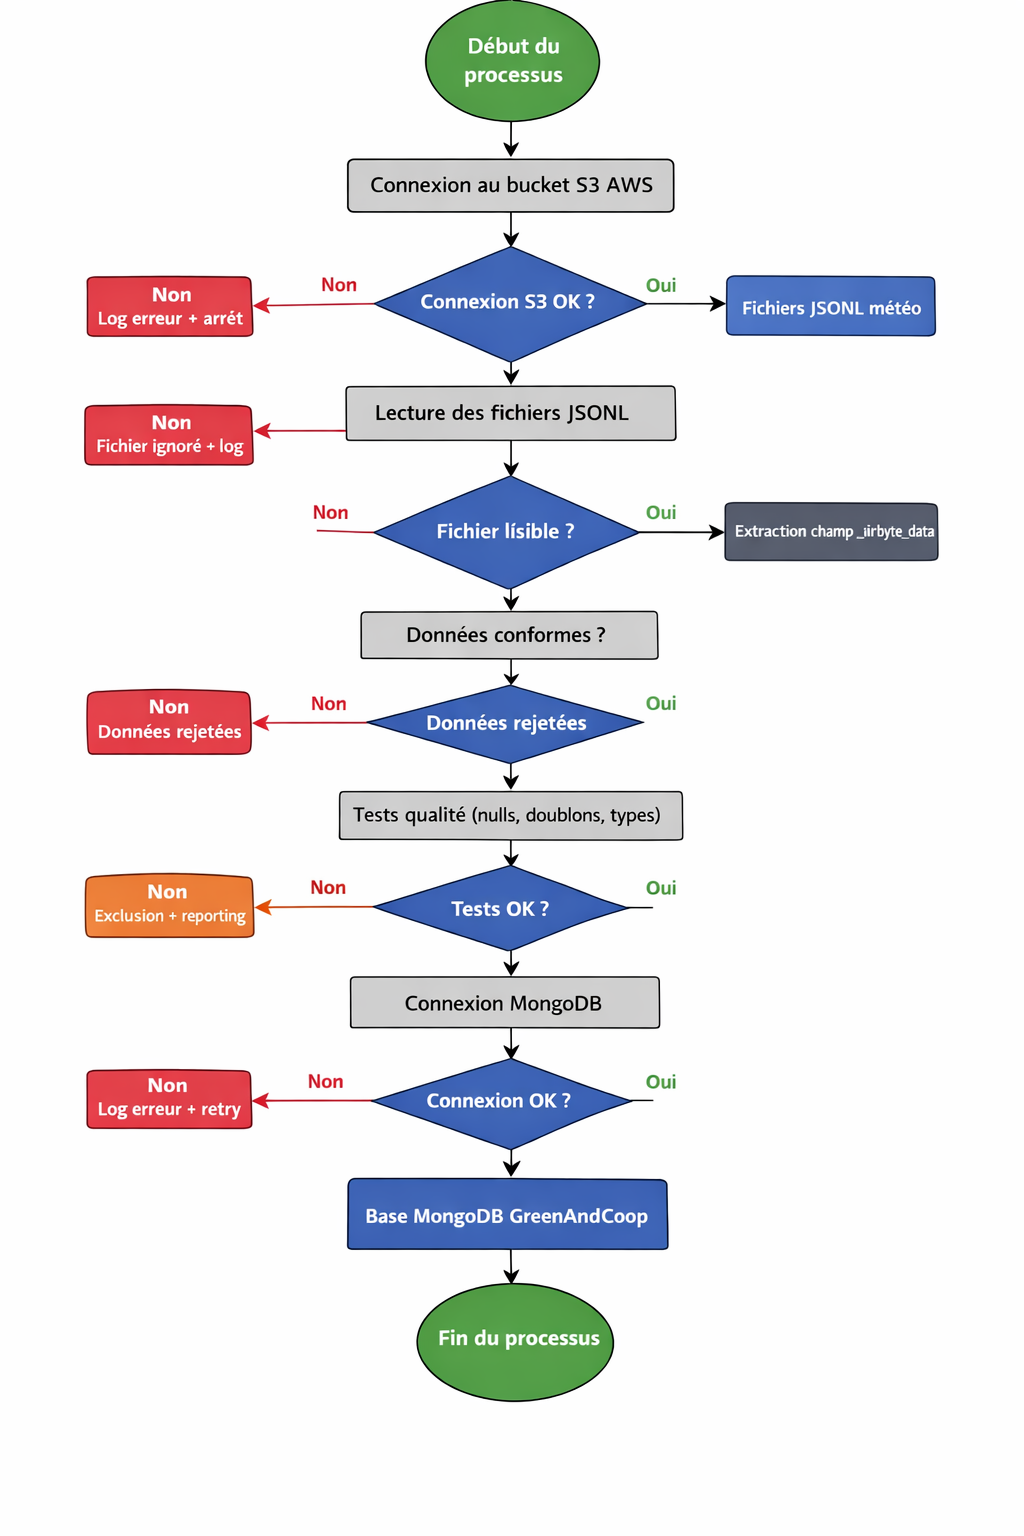 Début du
processus
Connexion au bucket S3 AWS
Non
Oui
Non
Log erreur + arrét
Connexion S3 OK ?
Fichiers JSONL météo
Lecture des fichiers JSONL
Non
Fichier ignoré + log
Non
Oui
Fichier lísible ?
Extraction champ _iirbyte_data
Données conformes ?
Non
Oui
Non
Données rejetées
Données rejetées
Tests qualité (nulls, doublons, types)
Non
Oui
Non
Exclusion + reporting
Tests OK ?
Connexion MongoDB
Non
Oui
Non
Log erreur + retry
Connexion OK ?
Base MongoDB GreenAndCoop
Fin du processus